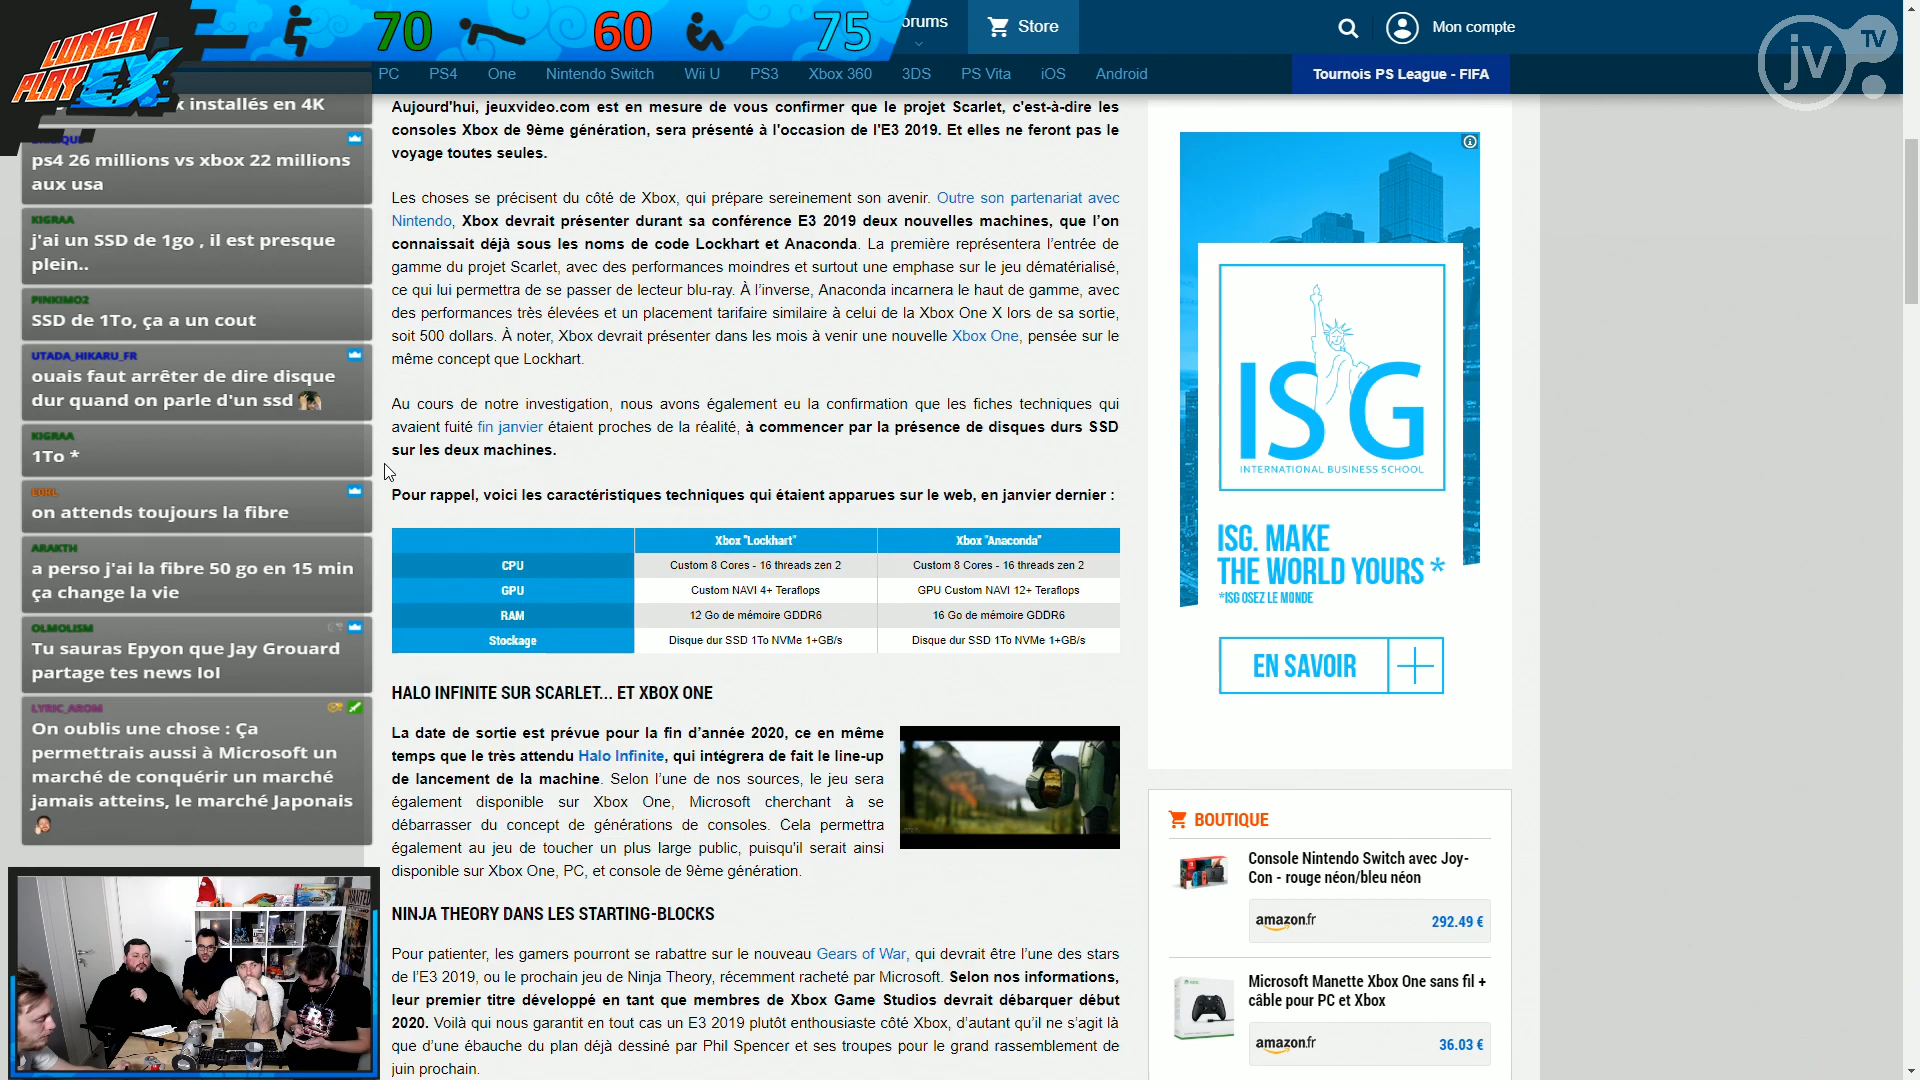 LUNCH
PLAY EX
70
60
75
orums
Store
Mon compte
jv
TV
PC
PS4
One
Nintendo Switch
Wii U
PS3
Xbox 360
3DS
PS Vita
iOS
Android
Tournois PS League - FIFA
x installés en 4K
ps4 26 millions vs xbox 22 millions
aux usa
KIGRAA
j'ai un SSD de 1go , il est presque
plein..
PINKIMO2
SSD de 1To, ça a un cout
UTADA_HIKARU_FR
ouais faut arrêter de dire disque
dur quand on parle d'un ssd
KIGRAA
1To *
on attends toujours la fibre
ARAKTH
a perso j'ai la fibre 50 go en 15 min
ça change la vie
OLMOLISM
Tu sauras Epyon que Jay Grouard
partage tes news lol
LYRIC_AROM
On oublis une chose : Ça
permettrais aussi à Microsoft un
marché de conquérir un marché
jamais atteins, le marché Japonais
Aujourd'hui, jeuxvideo.com est en mesure de vous confirmer que le projet Scarlet, c'est-à-dire les
consoles Xbox de 9ème génération, sera présenté à l'occasion de l'E3 2019. Et elles ne feront pas le
voyage toutes seules.
Les choses se précisent du côté de Xbox, qui prépare sereinement son avenir. Outre son partenariat avec
Nintendo, Xbox devrait présenter durant sa conférence E3 2019 deux nouvelles machines, que l’on
connaissait déjà sous les noms de code Lockhart et Anaconda. La première représentera l’entrée de
gamme du projet Scarlet, avec des performances moindres et surtout une emphase sur le jeu dématérialisé,
ce qui lui permettra de se passer de lecteur blu-ray. À l’inverse, Anaconda incarnera le haut de gamme, avec
des performances très élevées et un placement tarifaire similaire à celui de la Xbox One X lors de sa sortie,
soit 500 dollars. À noter, Xbox devrait présenter dans les mois à venir une nouvelle Xbox One, pensée sur le
même concept que Lockhart.
Au cours de notre investigation, nous avons également eu la confirmation que les fiches techniques qui
avaient fuité fin janvier étaient proches de la réalité, à commencer par la présence de disques durs SSD
sur les deux machines.
Pour rappel, voici les caractéristiques techniques qui étaient apparues sur le web, en janvier dernier :
Xbox "Lockhart" Xbox "Anaconda"
CPU Custom 8 Cores - 16 threads zen 2 Custom 8 Cores - 16 threads zen 2
GPU Custom NAVI 4+ Teraflops GPU Custom NAVI 12+ Teraflops
RAM 12 Go de mémoire GDDR6 16 Go de mémoire GDDR6
Stockage Disque dur SSD 1To NVMe 1+GB/s Disque dur SSD 1To NVMe 1+GB/s
HALO INFINITE SUR SCARLET... ET XBOX ONE
La date de sortie est prévue pour la fin d’année 2020, ce en même
temps que le très attendu Halo Infinite, qui intégrera de fait le line-up
de lancement de la machine. Selon l’une de nos sources, le jeu sera
également disponible sur Xbox One, Microsoft cherchant à se
débarrasser du concept de générations de consoles. Cela permettra
également au jeu de toucher un plus large public, puisqu'il serait ainsi
disponible sur Xbox One, PC, et console de 9ème génération.
NINJA THEORY DANS LES STARTING-BLOCKS
Pour patienter, les gamers pourront se rabattre sur le nouveau Gears of War, qui devrait être l’une des stars
de l’E3 2019, ou le prochain jeu de Ninja Theory, récemment racheté par Microsoft. Selon nos informations,
leur premier titre développé en tant que membres de Xbox Game Studios devrait débarquer début
2020. Voilà qui nous garantit en tout cas un E3 2019 plutôt enthousiaste côté Xbox, d’autant qu’il ne s’agit là
que d’une ébauche du plan déjà dessiné par Phil Spencer et ses troupes pour le grand rassemblement de
juin prochain.
ISG
INTERNATIONAL BUSINESS SCHOOL
ISG. MAKE
THE WORLD YOURS *
*ISG OSEZ LE MONDE
EN SAVOIR +
BOUTIQUE
Console Nintendo Switch avec Joy-
Con - rouge néon/bleu néon
amazon.fr 292.49 €
Microsoft Manette Xbox One sans fil +
câble pour PC et Xbox
amazon.fr 36.03 €